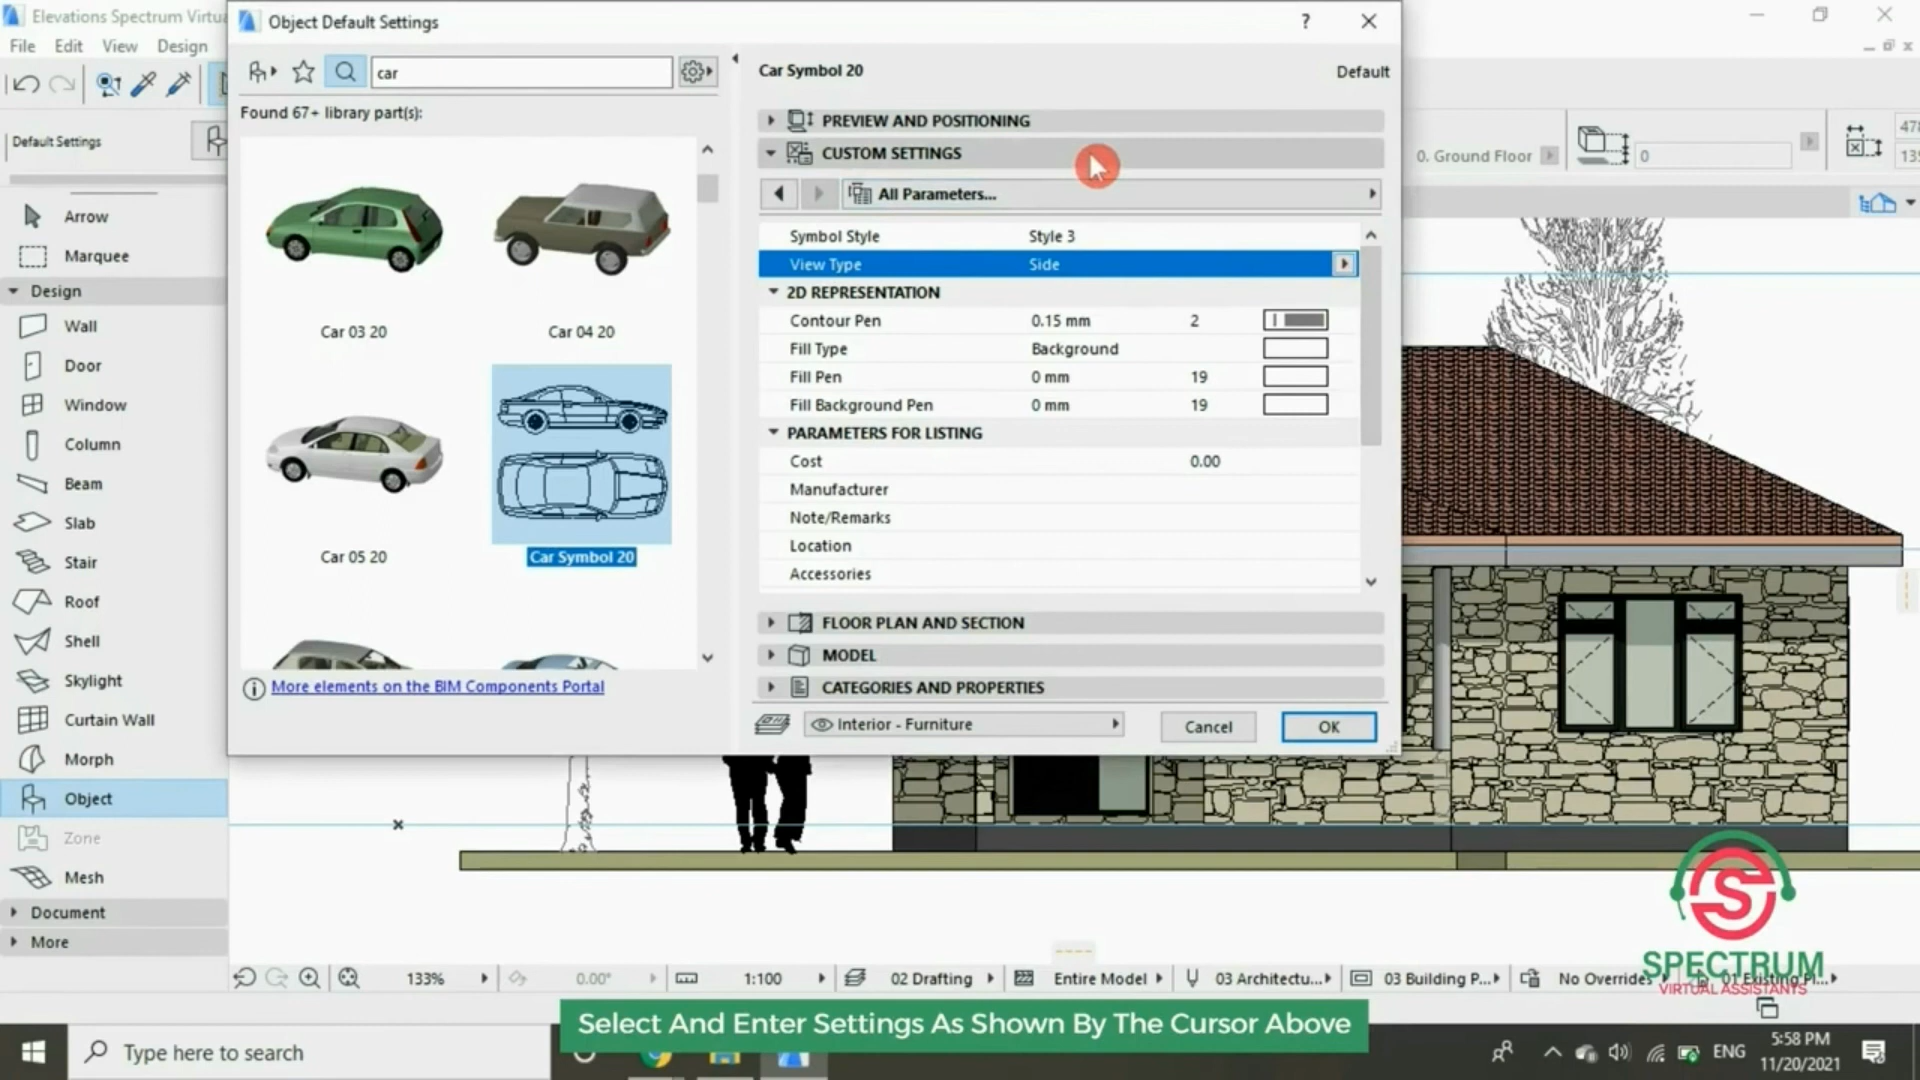 Elevations Spectrum Virtua
File Edit View Design
Default Settings
Arrow
Marquee
Design
Wall
Door
Window
Column
Beam
Slab
Stair
Roof
Shell
Skylight
Curtain Wall
Morph
Object
Zone
Mesh
Document
More
Object Default Settings
?
car
Found 67+ library part(s):
Car 03 20
Car 04 20
Car 05 20
Car Symbol 20
More elements on the BIM Components Portal
Car Symbol 20
Default
PREVIEW AND POSITIONING
CUSTOM SETTINGS
All Parameters...
Symbol Style Style 3
View Type Side
2D REPRESENTATION
Contour Pen 0.15 mm 2
Fill Type Background
Fill Pen 0 mm 19
Fill Background Pen 0 mm 19
PARAMETERS FOR LISTING
Cost 0.00
Manufacturer
Note/Remarks
Location
Accessories
FLOOR PLAN AND SECTION
MODEL
CATEGORIES AND PROPERTIES
Interior - Furniture
Cancel
OK
0. Ground Floor
0
478
135
133%
0.00°
1:100
02 Drafting
Entire Model
03 Architectu...
03 Building P...
No Overrides
01 Existing Pl...
S
SPECTRUM
VIRTUAL ASSISTANTS
Select And Enter Settings As Shown By The Cursor Above
Type here to search
ENG
5:58 PM
11/20/2021